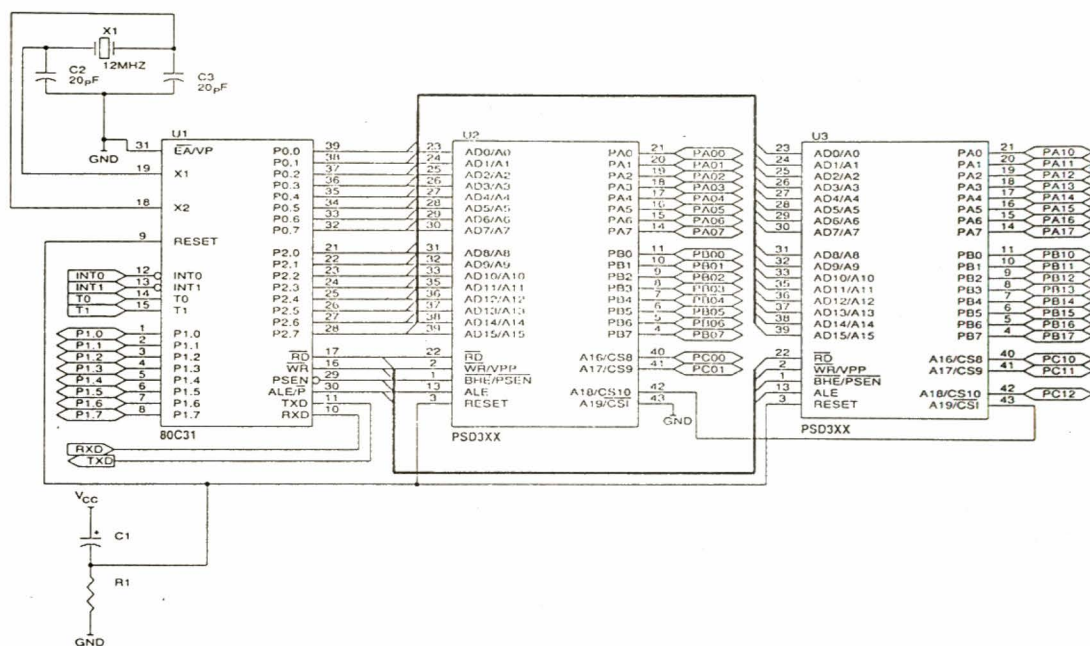 X1
12MHZ
C2
20pF
C3
20pF
GND
U1
31 EA/VP
19 X1
18 X2
9 RESET
INT0 12 INT0
INT1 13 INT1
T0 14 T0
T1 15 T1
P1.0 1 P1.0
P1.1 2 P1.1
P1.2 3 P1.2
P1.3 4 P1.3
P1.4 5 P1.4
P1.5 6 P1.5
P1.6 7 P1.6
P1.7 8 P1.7
P0.0 39
P0.1 38
P0.2 37
P0.3 36
P0.4 35
P0.5 34
P0.6 33
P0.7 32
P2.0 21
P2.1 22
P2.2 23
P2.3 24
P2.4 25
P2.5 26
P2.6 27
P2.7 28
RD 17
WR 16
PSEN 29
ALE/P 30
TXD 11
RXD 10
80C31
RXD
TXD
VCC
C1
R1
GND
U2
23 AD0/A0
24 AD1/A1
25 AD2/A2
26 AD3/A3
27 AD4/A4
28 AD5/A5
29 AD6/A6
30 AD7/A7
31 AD8/A8
32 AD9/A9
33 AD10/A10
35 AD11/A11
36 AD12/A12
37 AD13/A13
38 AD14/A14
39 AD15/A15
22 RD
2 WR/VPP
1 BHE/PSEN
13 ALE
3 RESET
PA0 21 PA00
PA1 20 PA01
PA2 19 PA02
PA3 18 PA03
PA4 17 PA04
PA5 16 PA05
PA6 15 PA06
PA7 14 PA07
PB0 11 PB00
PB1 10 PB01
PB2 9 PB02
PB3 8 PB03
PB4 7 PB04
PB5 6 PB05
PB6 5 PB06
PB7 4 PB07
A16/CS8 40 PC00
A17/CS9 41 PC01
A18/CS10 42
A19/CSI 43
GND
PSD3XX
U3
23 AD0/A0
24 AD1/A1
25 AD2/A2
26 AD3/A3
27 AD4/A4
28 AD5/A5
29 AD6/A6
30 AD7/A7
31 AD8/A8
32 AD9/A9
33 AD10/A10
35 AD11/A11
36 AD12/A12
37 AD13/A13
38 AD14/A14
39 AD15/A15
22 RD
2 WR/VPP
1 BHE/PSEN
13 ALE
3 RESET
PA0 21 PA10
PA1 20 PA11
PA2 19 PA12
PA3 18 PA13
PA4 17 PA14
PA5 16 PA15
PA6 15 PA16
PA7 14 PA17
PB0 11 PB10
PB1 10 PB11
PB2 9 PB12
PB3 8 PB13
PB4 7 PB14
PB5 6 PB15
PB6 5 PB16
PB7 4 PB17
A16/CS8 40 PC10
A17/CS9 41 PC11
A18/CS10 42 PC12
A19/CSI 43
PSD3XX